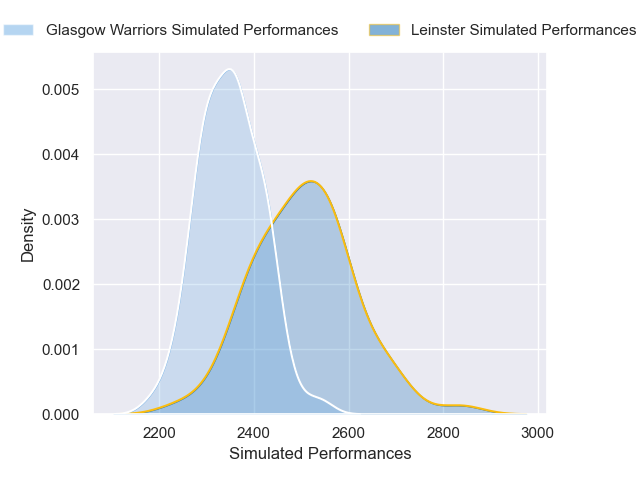 Glasgow Warriors Simulated Performances
Leinster Simulated Performances
Density
0.005
0.004
0.003
0.002
0.001
0.000
2200
2400
2600
2800
3000
Simulated Performances